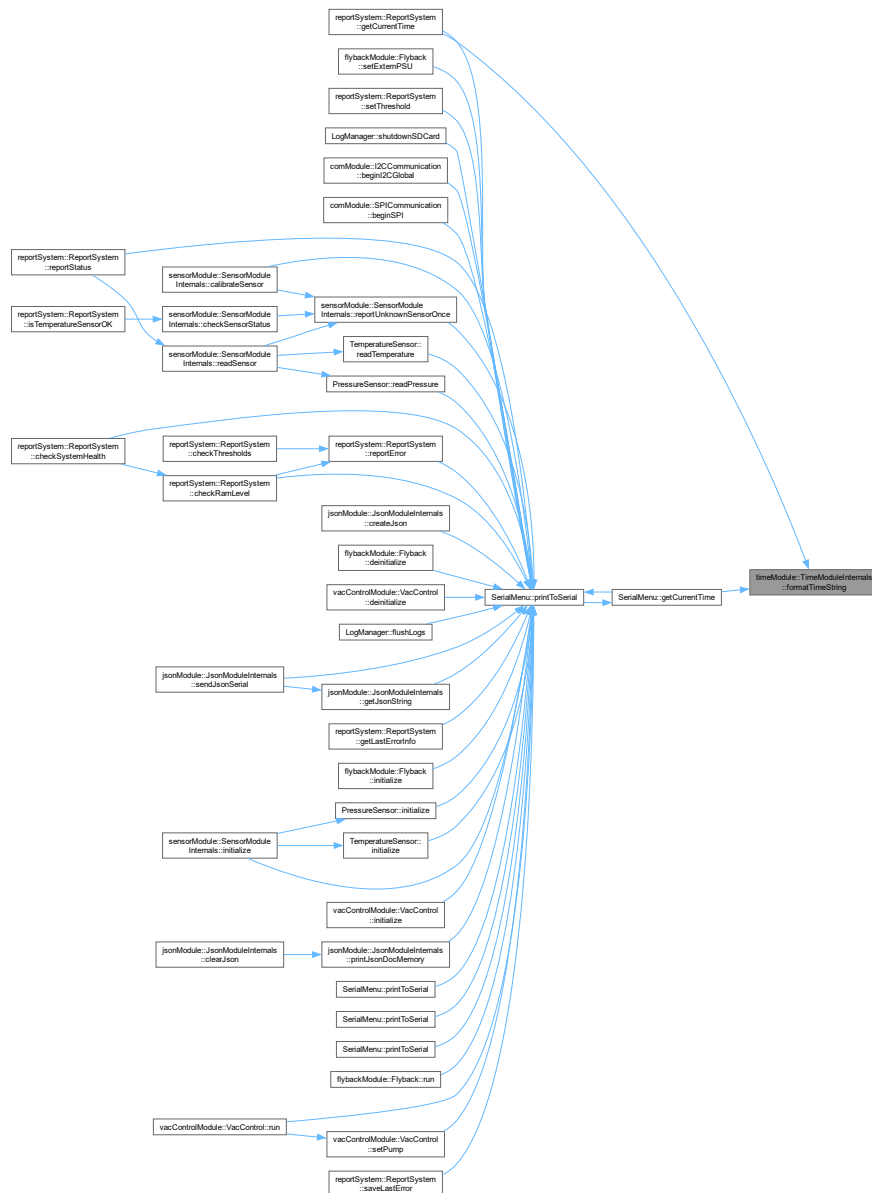 reportSystem::ReportSystem
::getCurrentTime
flybackModule::Flyback
::setExternPSU
reportSystem::ReportSystem
::setThreshold
LogManager::shutdownSDCard
comModule::I2CCommunication
::beginI2CGlobal
comModule::SPICommunication
::beginSPI
reportSystem::ReportSystem
::reportStatus
sensorModule::SensorModule
Internals::calibrateSensor
sensorModule::SensorModule
Internals::reportUnknownSensorOnce
reportSystem::ReportSystem
::isTemperatureSensorOK
sensorModule::SensorModule
Internals::checkSensorStatus
sensorModule::SensorModule
Internals::readSensor
TemperatureSensor::
readTemperature
PressureSensor::readPressure
reportSystem::ReportSystem
::checkSystemHealth
reportSystem::ReportSystem
::checkThresholds
reportSystem::ReportSystem
::reportError
reportSystem::ReportSystem
::checkRamLevel
jsonModule::JsonModuleInternals
::createJson
flybackModule::Flyback
::deinitialize
vacControlModule::VacControl
::deinitialize
SerialMenu::printToSerial
SerialMenu::getCurrentTime
timeModule::TimeModuleInternals
::formatTimeString
LogManager::flushLogs
jsonModule::JsonModuleInternals
::sendJsonSerial
jsonModule::JsonModuleInternals
::getJsonString
reportSystem::ReportSystem
::getLastErrorInfo
flybackModule::Flyback
::initialize
PressureSensor::initialize
sensorModule::SensorModule
Internals::initialize
TemperatureSensor::
initialize
vacControlModule::VacControl
::initialize
jsonModule::JsonModuleInternals
::clearJson
jsonModule::JsonModuleInternals
::printJsonDocMemory
SerialMenu::printToSerial
SerialMenu::printToSerial
SerialMenu::printToSerial
flybackModule::Flyback::run
vacControlModule::VacControl::run
vacControlModule::VacControl
::setPump
reportSystem::ReportSystem
::saveLastError